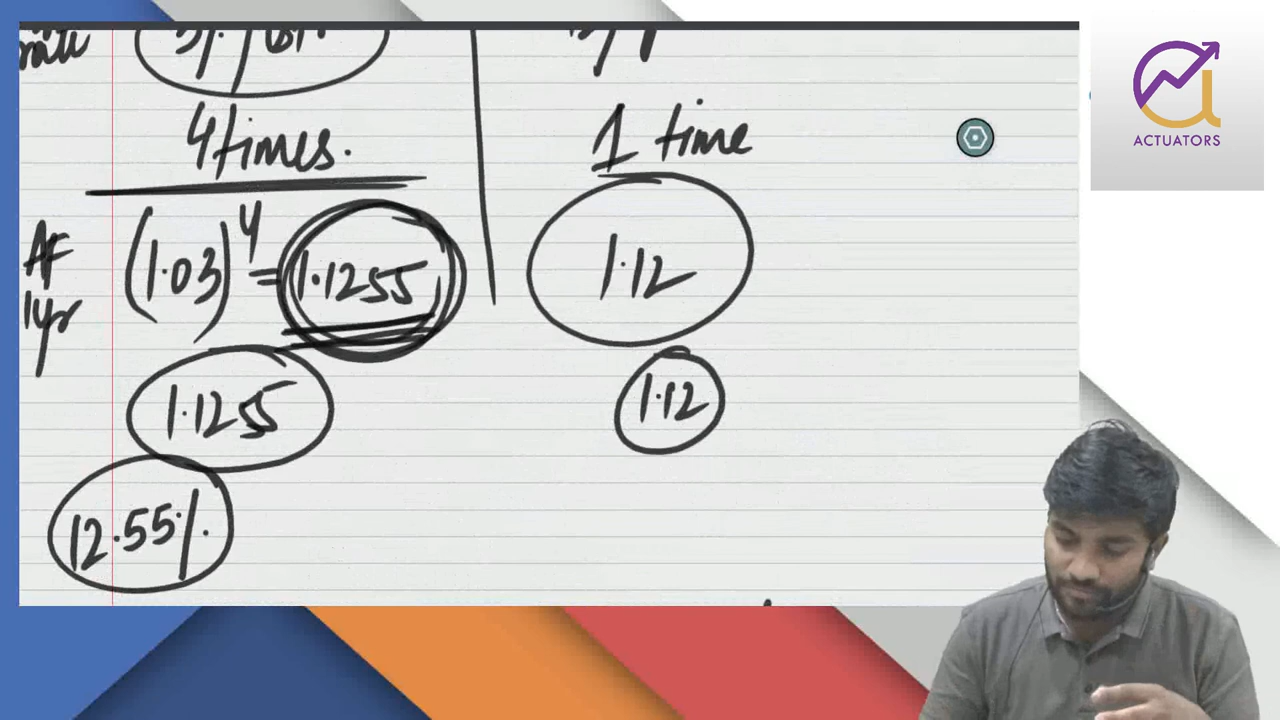 rate
4 times.
1 time
AF
1yr
(1.03)^4 = 1.1255
1.12
1.1255
1.12
12.55%.
ACTUATORS